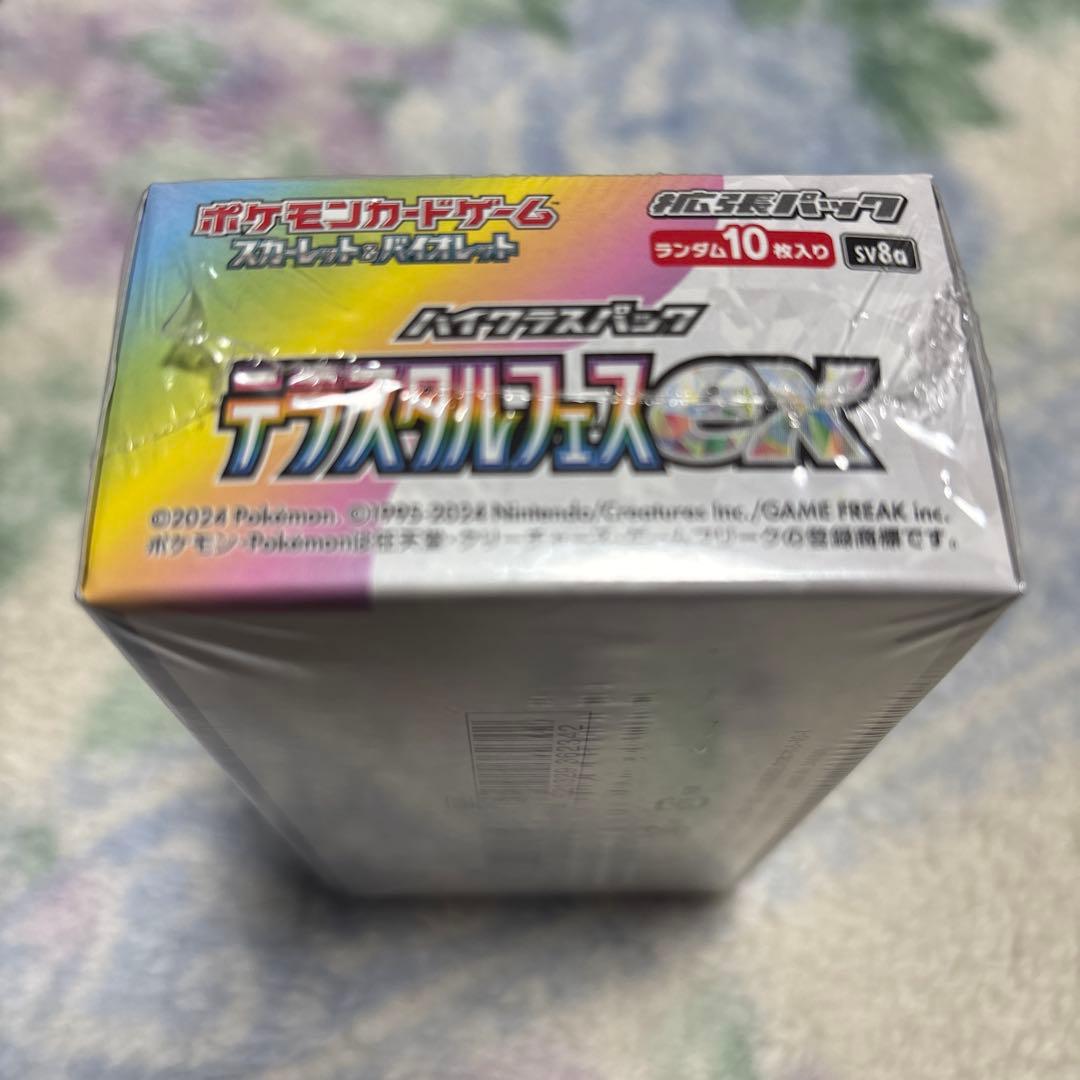 ポケモンカードゲーム
スカーレット&バイオレット
拡張パック
ランダム10枚入り
SV8a
ハイクラスパック
テラスタルフェスex
©2024 Pokémon. ©1995-2024 Nintendo/Creatures Inc./GAME FREAK inc.
ポケモン・Pokémonは任天堂・クリーチャーズ・ゲームフリークの登録商標です。